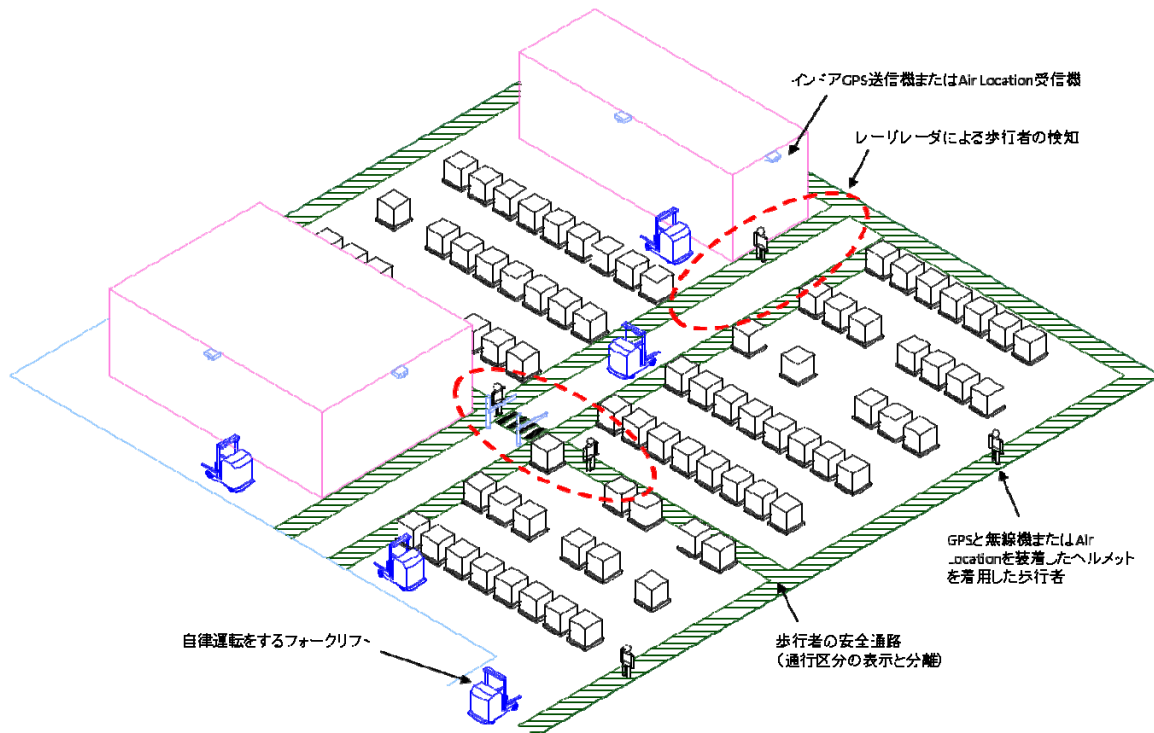 インドアGPS送信機またはAir Location受信機
レーザレーダによる歩行者の検知
GPSと無線機またはAir
Locationを装着したヘルメット
を着用した歩行者
歩行者の安全通路
（通行区分の表示と分離）
自律運転をするフォークリフト